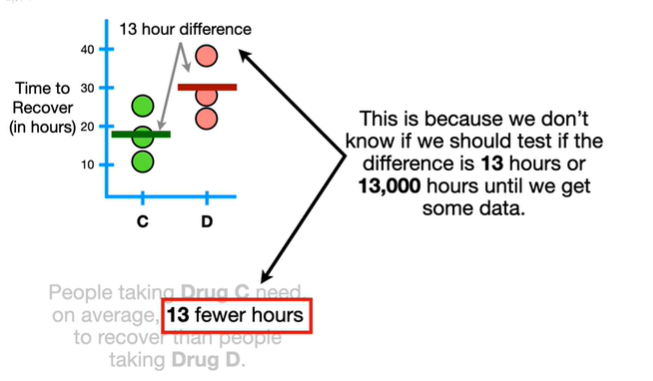 13 hour difference
40
30
20
10
Time to
Recover
(in hours)
C
D
This is because we don't
know if we should test if the
difference is 13 hours or
13,000 hours until we get
some data.
People taking Drug C need,
on average, 13 fewer hours
to recover than people
taking Drug D.